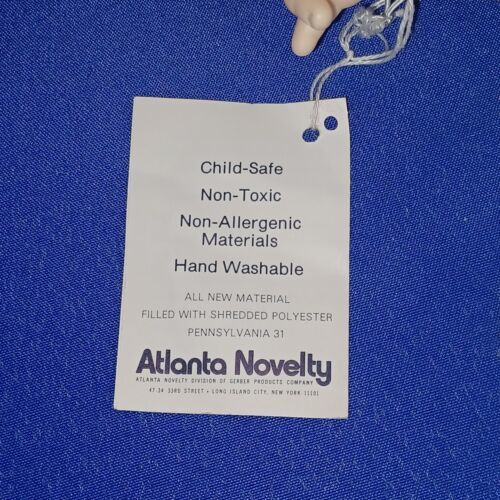 Child-Safe
Non-Toxic
Non-Allergenic
Materials
Hand Washable
ALL NEW MATERIAL
FILLED WITH SHREDDED POLYESTER
PENNSYLVANIA 31
Atlanta Novelty
ATLANTA NOVELTY DIVISION OF GERBER PRODUCTS COMPANY
47-34 33RD STREET • LONG ISLAND CITY, NEW YORK 11101